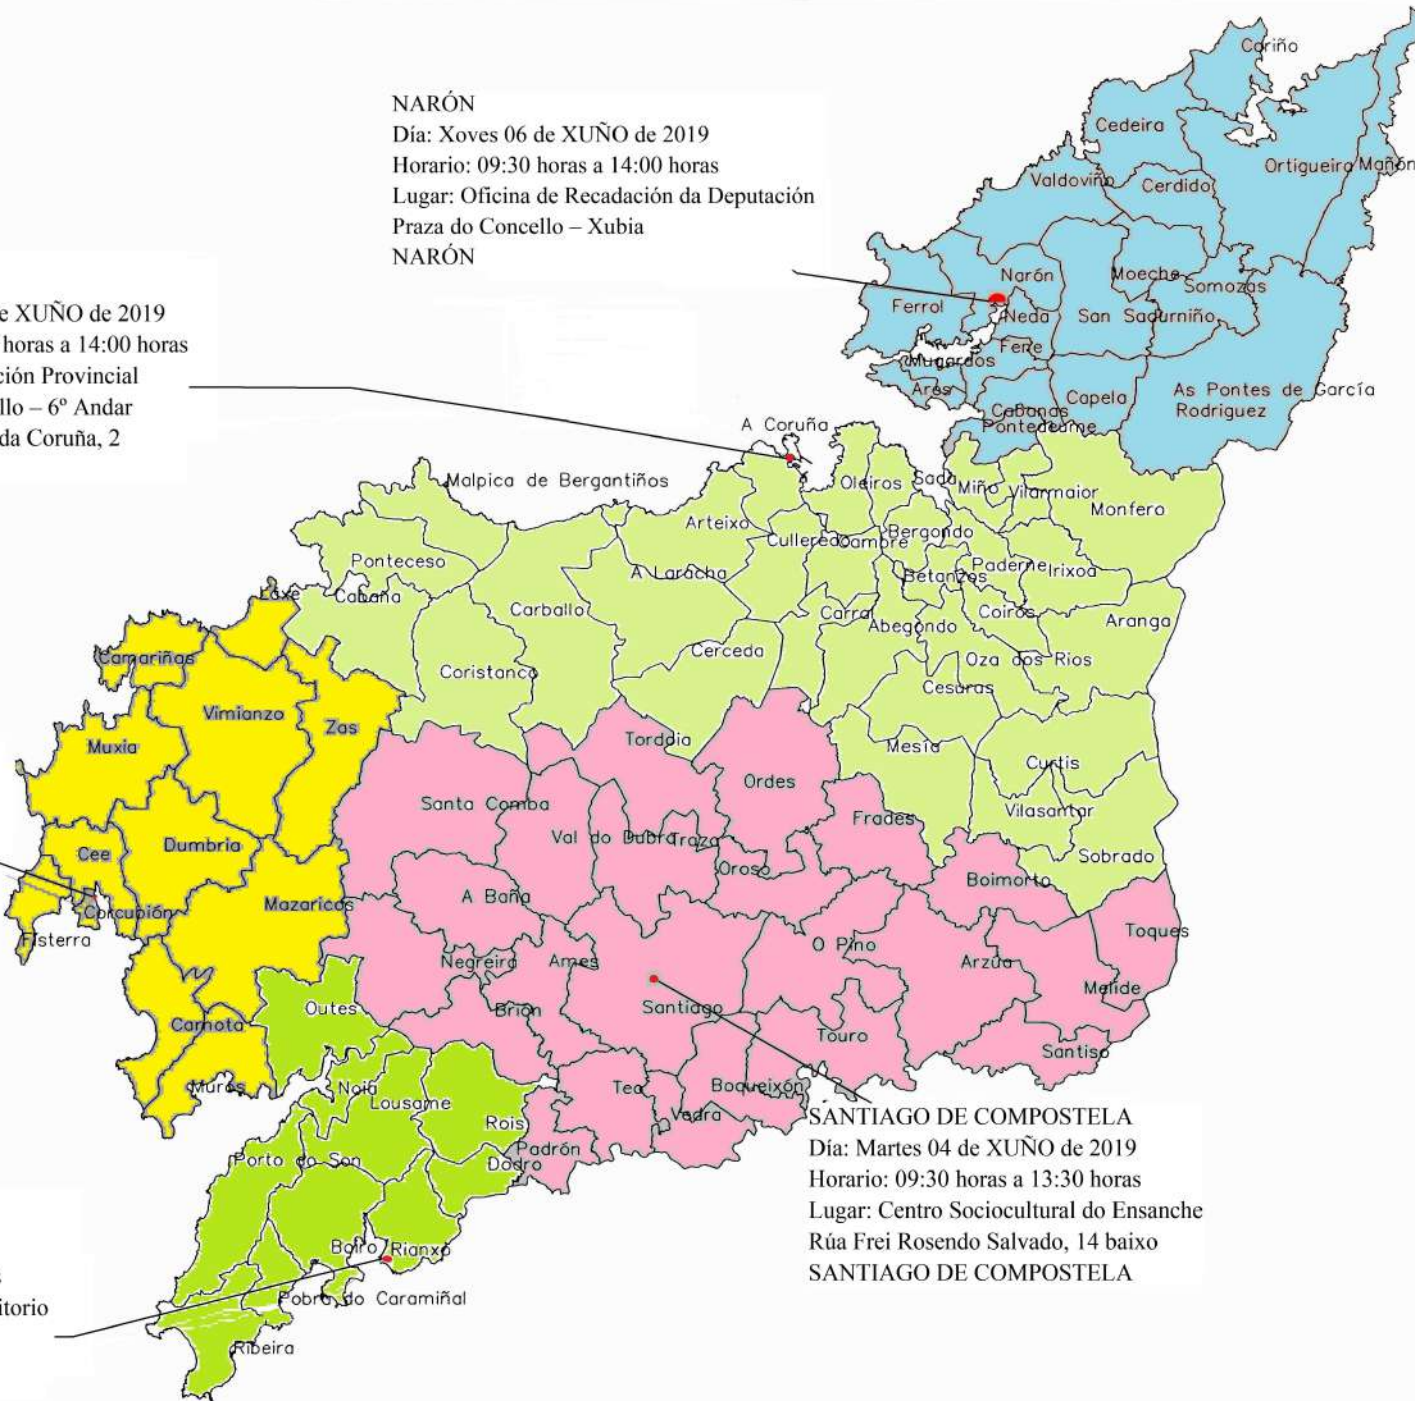 NARÓN
Día: Xoves 06 de XUÑO de 2019
Horario: 09:30 horas a 14:00 horas
Lugar: Oficina de Recadación da Deputación
Praza do Concello – Xubia
NARÓN
e XUÑO de 2019
horas a 14:00 horas
ción Provincial
llo – 6º Andar
da Coruña, 2
Cariño
Cedeira
Ortigueira
Mañón
Valdoviño
Cerdido
Narón
Moeche
Somozas
Ferrol
Neda
San Sadurniño
Fene
Mugardos
Ares
Capela
As Pontes de García
Rodriguez
Cabanas
Pontedeume
A Coruña
Malpica de Bergantiños
Oleiros
Sada
Miño
Vilarmaior
Monfero
Arteixo
Culleredo
Cambre
Bergondo
Ponteceso
A Laracha
Betanzos
Paderne
Irixoa
Laxe
Cabana
Carballo
Carral
Abegondo
Coirós
Aranga
Camariñas
Coristanco
Cerceda
Oza dos Rios
Cesuras
Vimianzo
Zas
Muxia
Tordoia
Mesía
Curtis
Ordes
Santa Comba
Vilasantar
Frades
Val do Dubra
Trazo
Cee
Dumbria
Oroso
Sobrado
Boimorto
A Baña
Mazaricos
Corcubión
Fisterra
Toques
O Pino
Negreira
Ames
Arzúa
Melide
Outes
Brión
Santiago
Carnota
Touro
Santiso
Muros
Noia
Lousame
Teo
Boqueixón
Rois
Vedra
Padrón
Porto do Son
Dodro
SANTIAGO DE COMPOSTELA
Día: Martes 04 de XUÑO de 2019
Horario: 09:30 horas a 13:30 horas
Lugar: Centro Sociocultural do Ensanche
Rúa Frei Rosendo Salvado, 14 baixo
SANTIAGO DE COMPOSTELA
Boiro
Rianxo
Pobra do Caramiñal
itorio
Ribeira